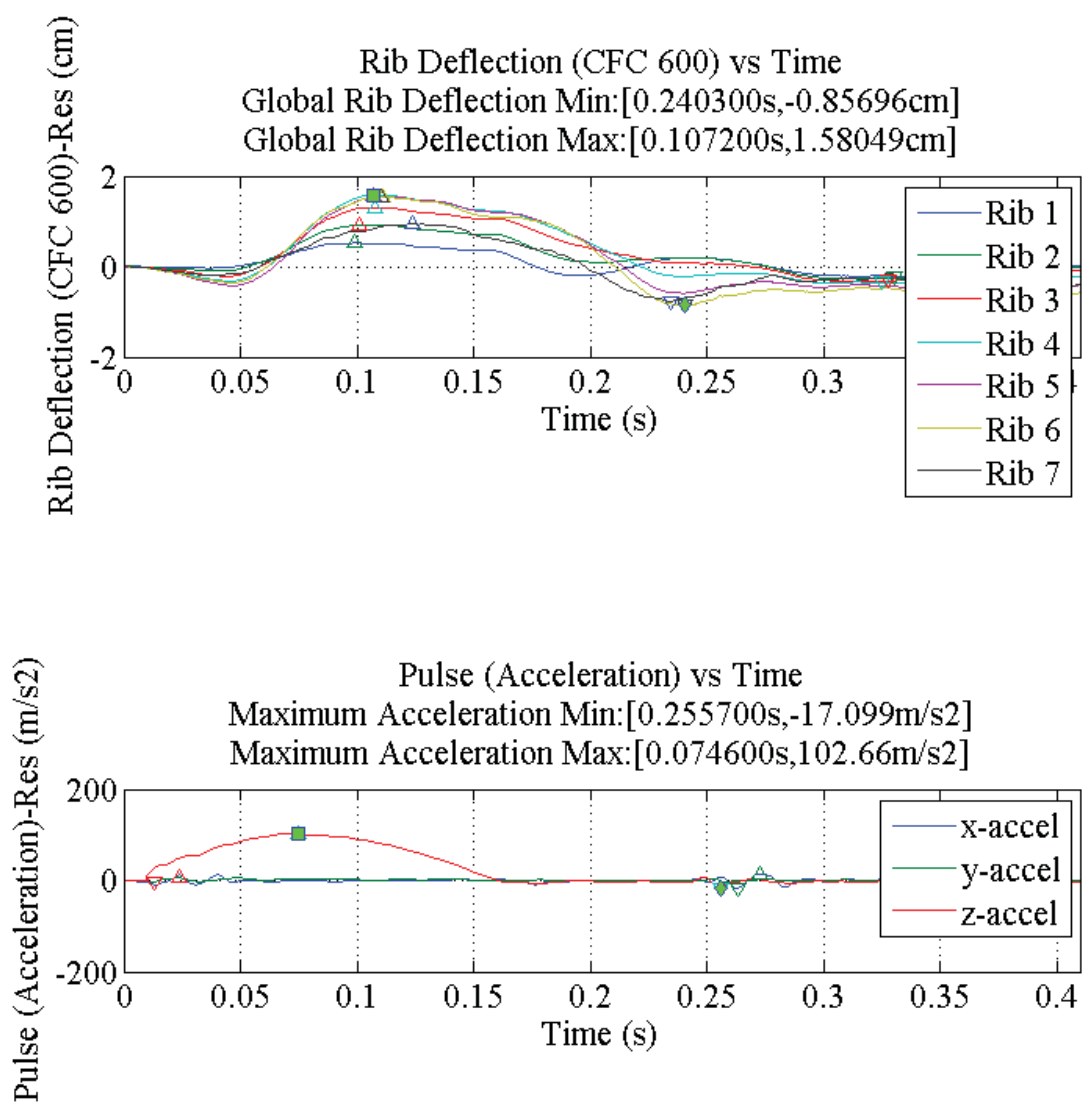 Rib Deflection (CFC 600) vs Time
Global Rib Deflection Min:[0.240300s,-0.85696cm]
Global Rib Deflection Max:[0.107200s,1.58049cm]
Rib Deflection (CFC 600)-Res (cm)
2
0
-2
0
0.05
0.1
0.15
0.2
0.25
0.3
Time (s)
Rib 1
Rib 2
Rib 3
Rib 4
Rib 5
Rib 6
Rib 7
Pulse (Acceleration) vs Time
Maximum Acceleration Min:[0.255700s,-17.099m/s2]
Maximum Acceleration Max:[0.074600s,102.66m/s2]
Pulse (Acceleration)-Res (m/s2)
200
0
-200
0
0.05
0.1
0.15
0.2
0.25
0.3
0.35
0.4
Time (s)
x-accel
y-accel
z-accel